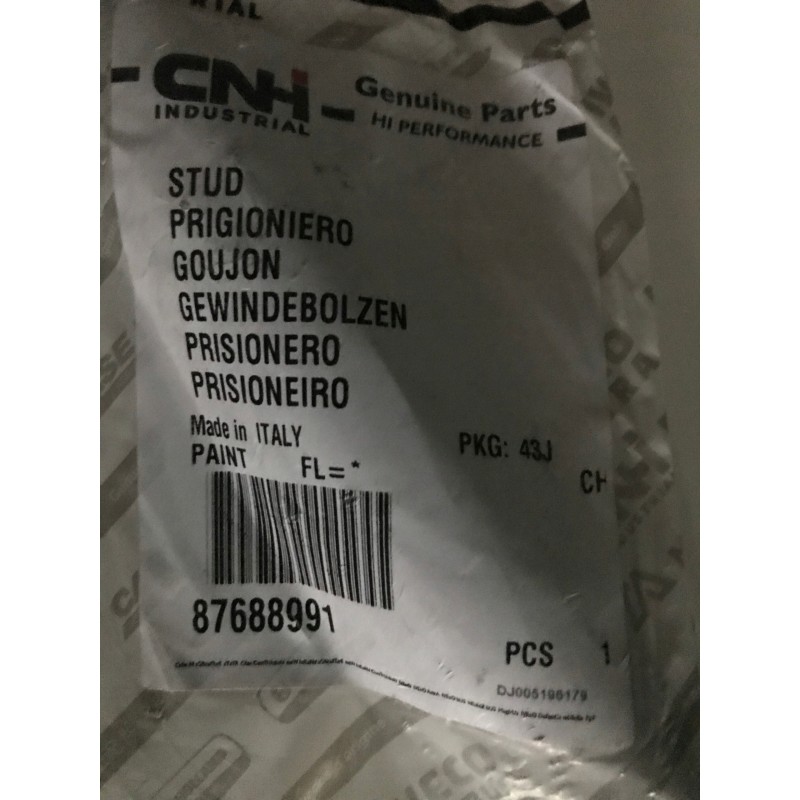 RIAL
CNH
INDUSTRIAL
Genuine Parts
HI PERFORMANCE
STUD
PRIGIONIERO
GOUJON
GEWINDEBOLZEN
PRISIONERO
PRISIONEIRO
Made in ITALY
PAINT FL=*
PKG: 43J
CH
87688991
PCS 1
DJ005196179